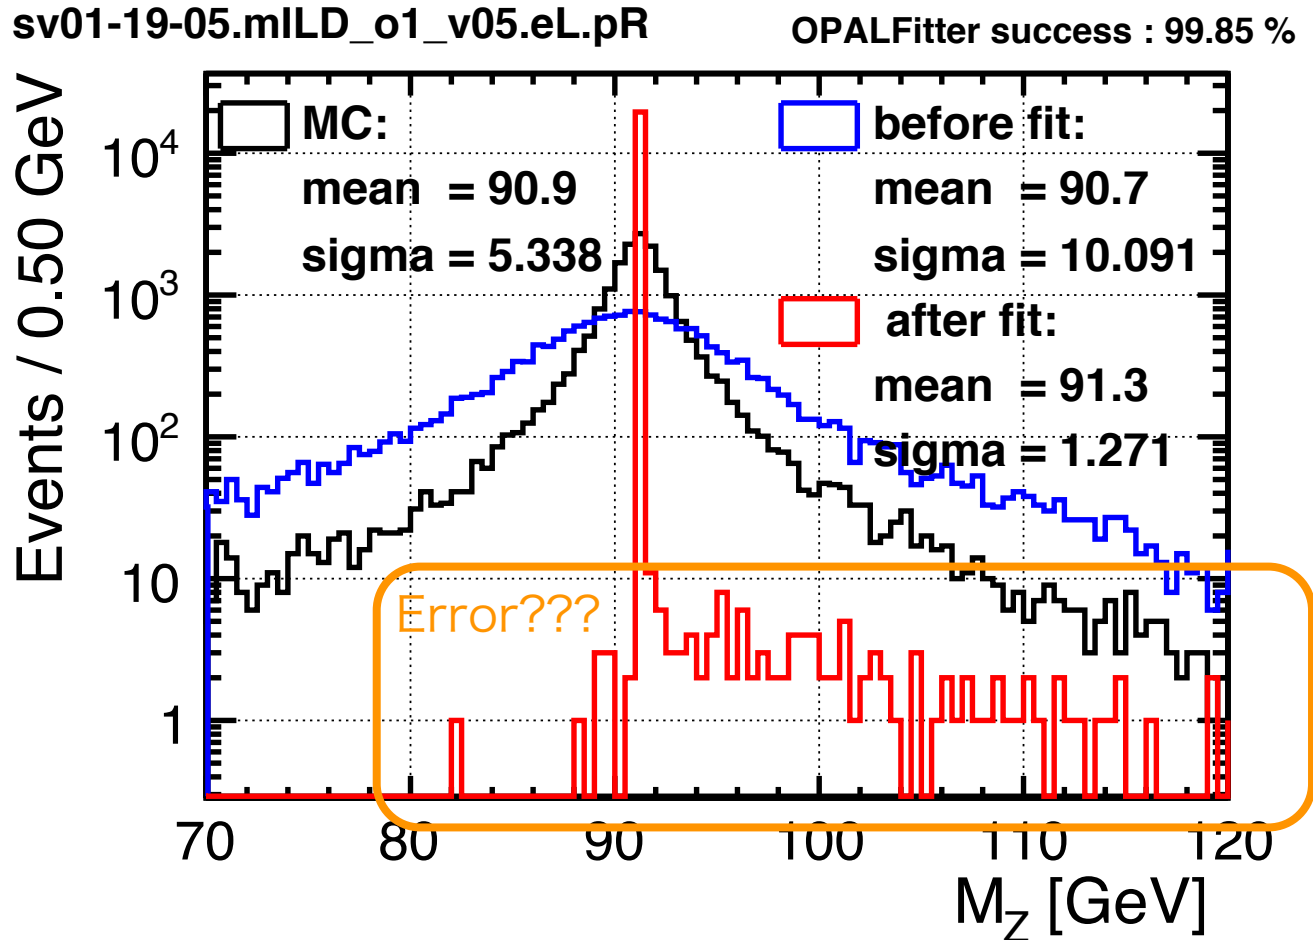 sv01-19-05.mILD_o1_v05.eL.pR
OPALFitter success : 99.85 %
Events / 0.50 GeV
MC:
mean = 90.9
sigma = 5.338
before fit:
mean = 90.7
sigma = 10.091
after fit:
mean = 91.3
sigma = 1.271
10⁴
10³
10²
10
1
Error???
70 80 90 100 110 120
M_Z [GeV]